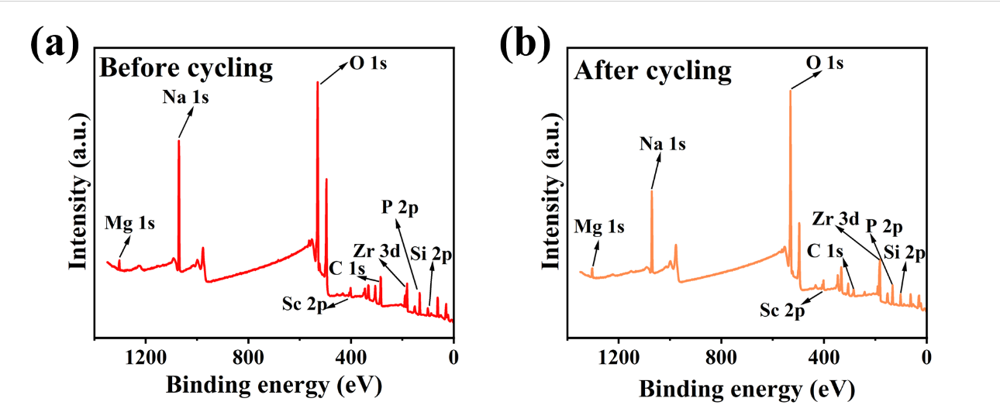 (a)
Before cycling
O 1s
Na 1s
Mg 1s
P 2p
Zr 3d
Si 2p
C 1s
Sc 2p
Intensity (a.u.)
1200 800 400 0
Binding energy (eV)
(b)
After cycling
O 1s
Na 1s
Mg 1s
Zr 3d
P 2p
C 1s
Si 2p
Sc 2p
Intensity (a.u.)
1200 800 400 0
Binding energy (eV)